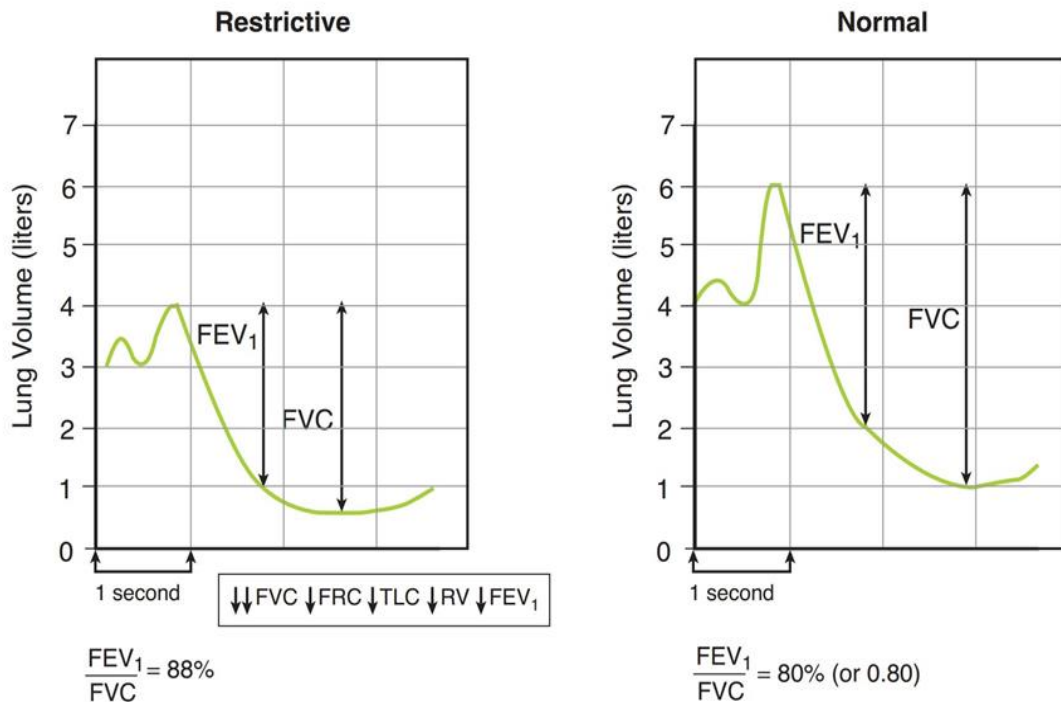 Restrictive
Lung Volume (liters)
7
6
5
4
3
2
1
0
FEV₁
FVC
1 second
↓↓FVC ↓FRC ↓TLC ↓RV ↓FEV₁
FEV₁
FVC
= 88%
Normal
Lung Volume (liters)
7
6
5
4
3
2
1
0
FEV₁
FVC
1 second
FEV₁
FVC
= 80% (or 0.80)